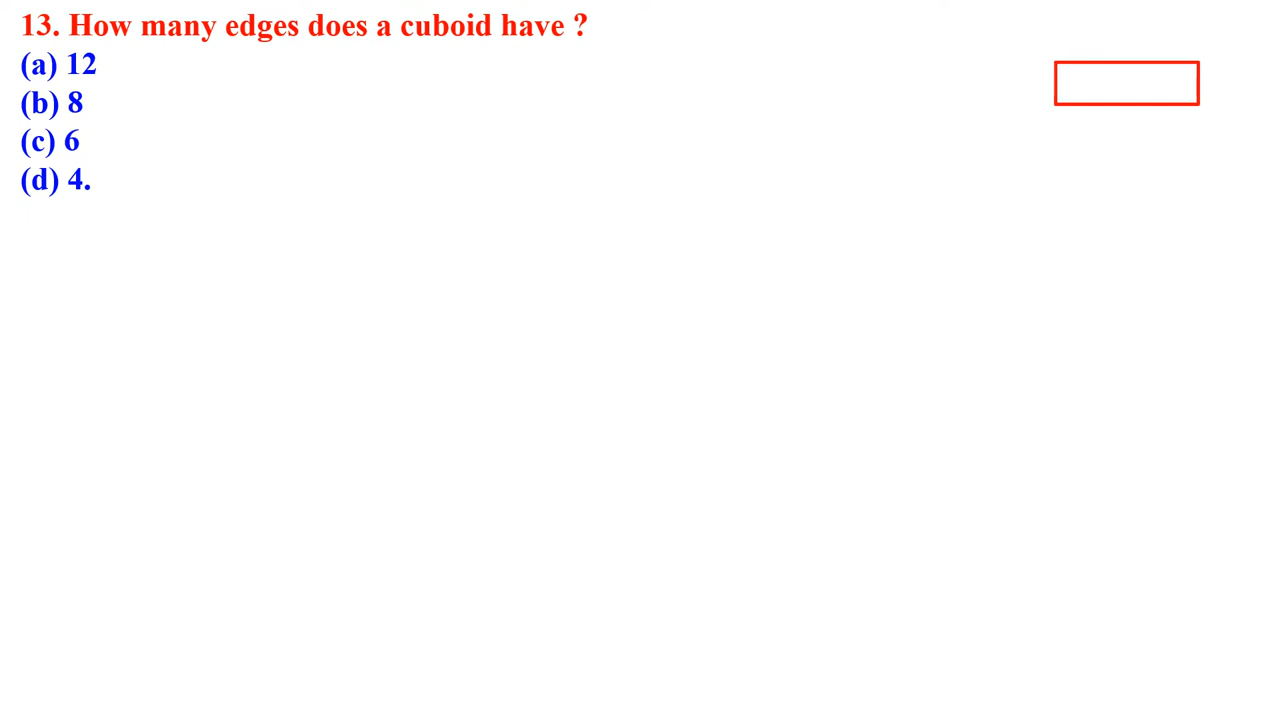 13. How many edges does a cuboid have ?
(a) 12
(b) 8
(c) 6
(d) 4.